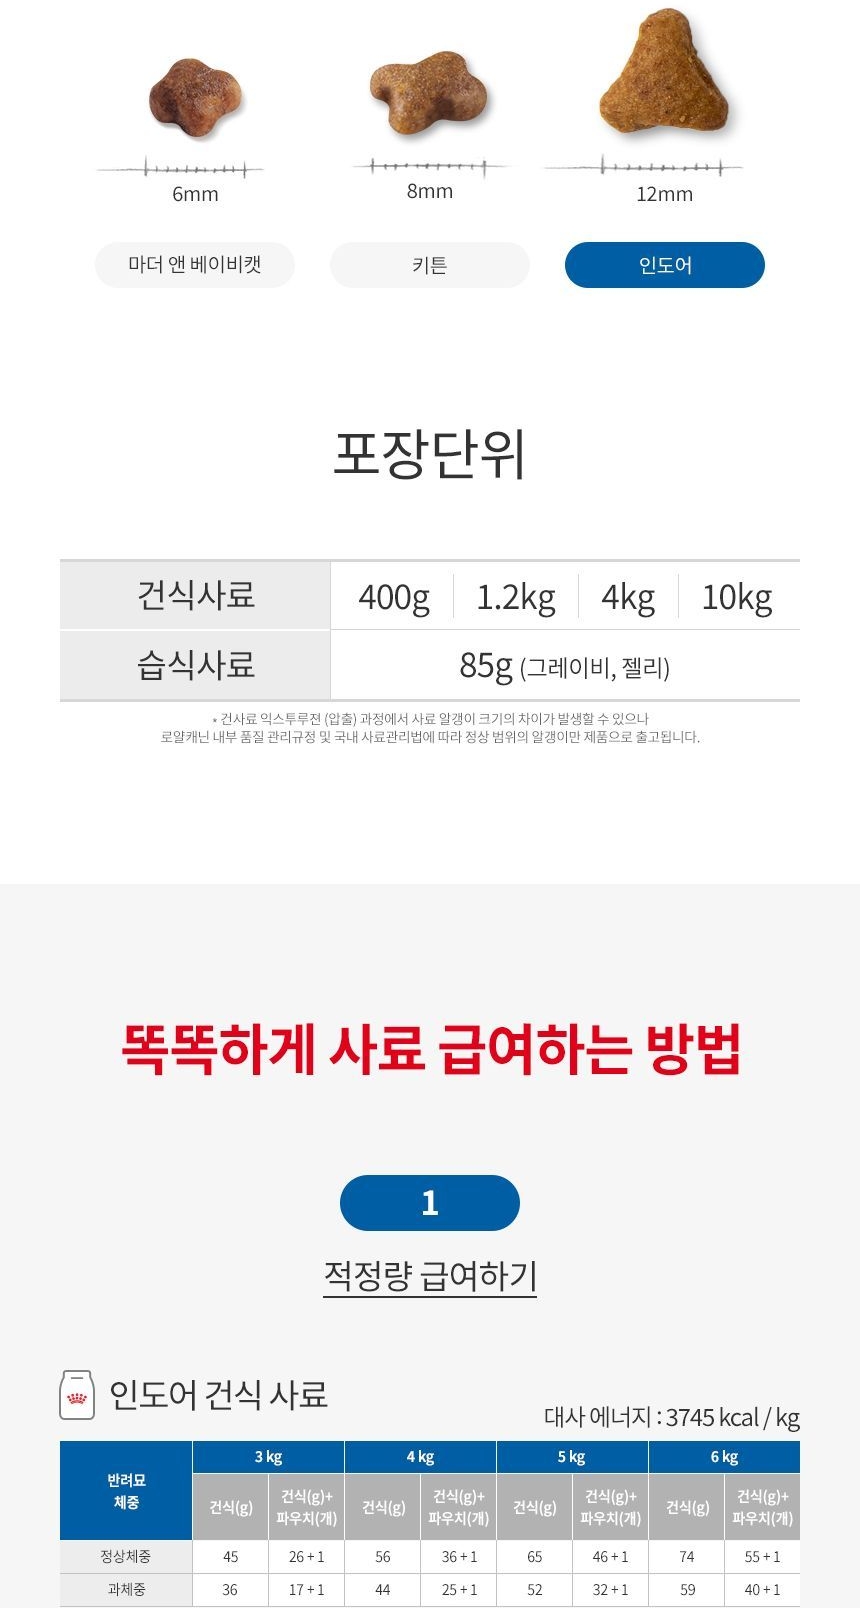 6mm 8mm 12mm
마더 앤 베이비캣 키튼 인도어
포장단위
건식사료 400g 1.2kg 4kg 10kg
습식사료 85g (그레이비, 젤리)
* 건사료 익스투루젼 (압출) 과정에서 사료 알갱이 크기의 차이가 발생할 수 있으나
로얄캐닌 내부 품질 관리규정 및 국내 사료관리법에 따라 정상 범위의 알갱이만 제품으로 출고됩니다.
똑똑하게 사료 급여하는 방법
1
적정량 급여하기
인도어 건식 사료
대사 에너지 : 3745 kcal / kg
반려묘
체중
3 kg 4 kg 5 kg 6 kg
건식(g) 건식(g)+ 건식(g) 건식(g)+ 건식(g) 건식(g)+ 건식(g) 건식(g)+
파우치(개) 파우치(개) 파우치(개) 파우치(개)
정상체중 45 26 + 1 56 36 + 1 65 46 + 1 74 55 + 1
과체중 36 17 + 1 44 25 + 1 52 32 + 1 59 40 + 1